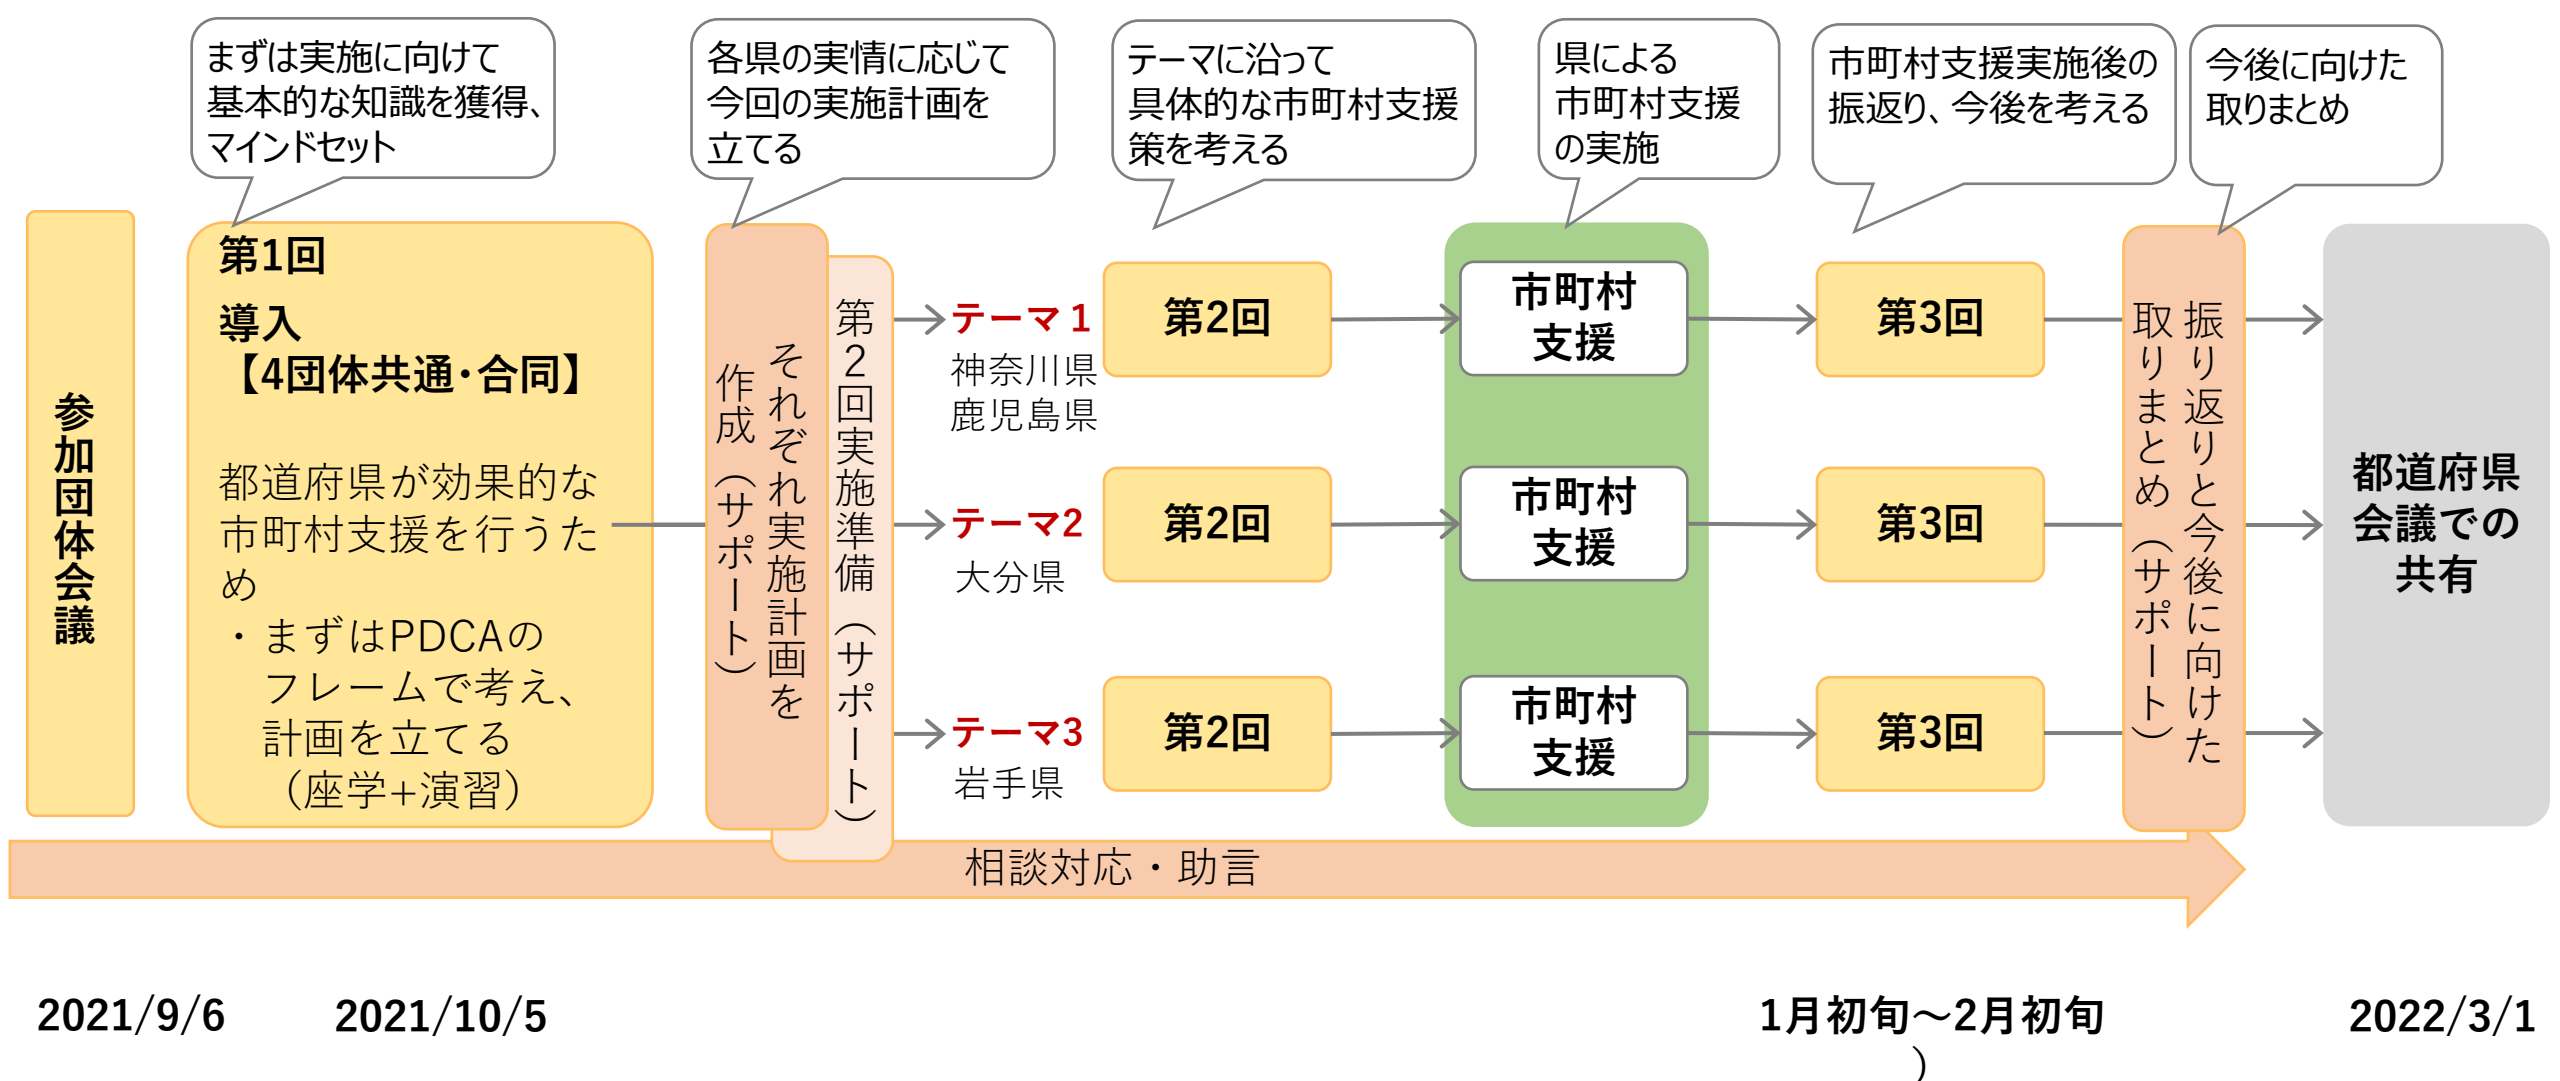 まずは実施に向けて
基本的な知識を獲得、
マインドセット
各県の実情に応じて
今回の実施計画を
立てる
テーマに沿って
具体的な市町村支援
策を考える
県による
市町村支援
の実施
市町村支援実施後の
振返り、今後を考える
今後に向けた
取りまとめ
参加団体会議
第1回
導入
【4団体共通・合同】
都道府県が効果的な
市町村支援を行うた
め
・まずはPDCAの
フレームで考え、
計画を立てる
（座学+演習）
それぞれ実施計画を
作成（サポート）
第2回実施準備（サポート）
テーマ1
神奈川県
鹿児島県
第2回
市町村
支援
第3回
テーマ2
大分県
第2回
市町村
支援
第3回
テーマ3
岩手県
第2回
市町村
支援
第3回
振り返りと今後に向けた
取りまとめ（サポート）
都道府県
会議での
共有
相談対応・助言
2021/9/6
2021/10/5
1月初旬～2月初旬
）
2022/3/1